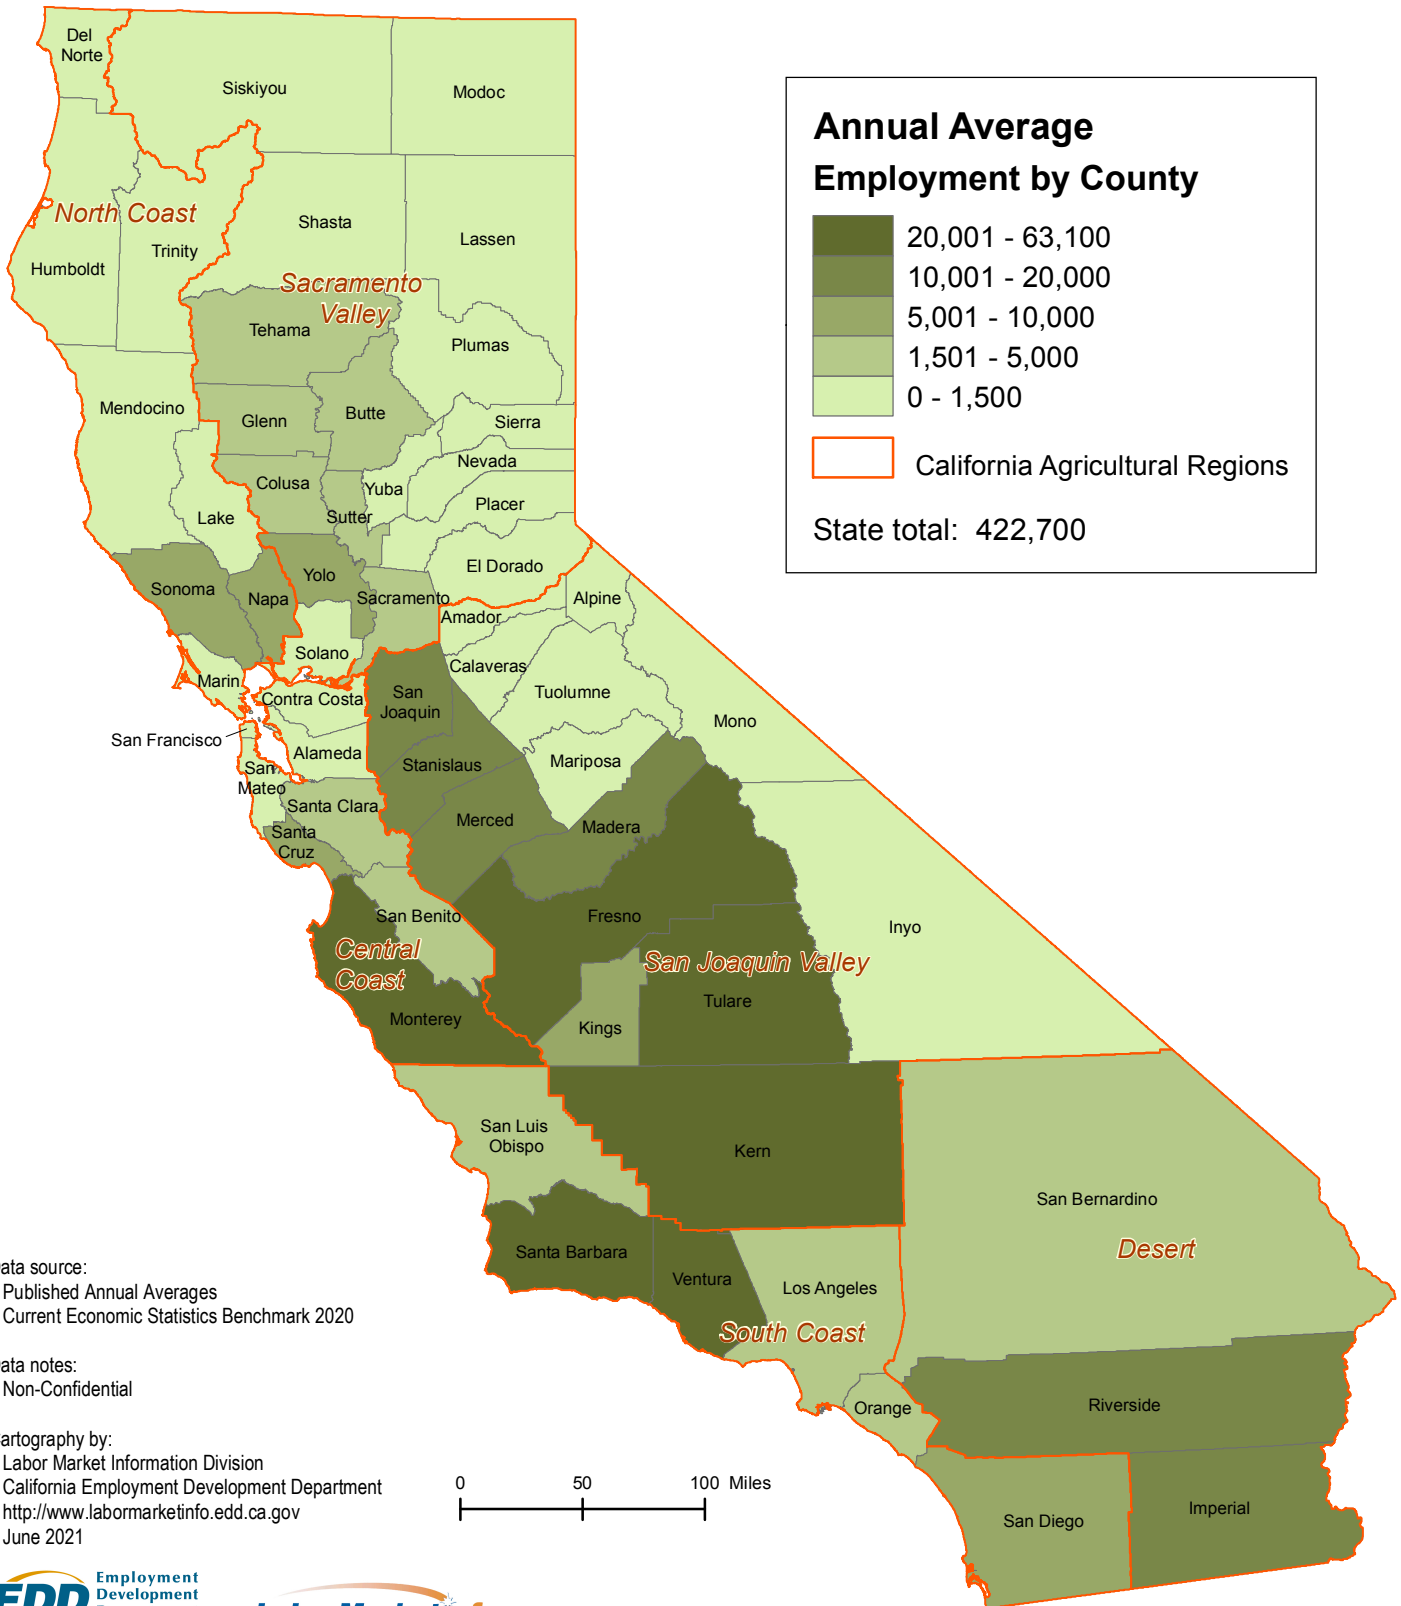 Del
Norte
Siskiyou
Modoc
Annual Average
Employment by County
20,001 - 63,100
10,001 - 20,000
5,001 - 10,000
1,501 - 5,000
0 - 1,500
California Agricultural Regions
State total: 422,700
North Coast
Humboldt
Trinity
Shasta
Lassen
Sacramento
Valley
Tehama
Plumas
Mendocino
Glenn
Butte
Sierra
Nevada
Colusa
Yuba
Placer
Lake
Sutter
El Dorado
Sonoma
Napa
Yolo
Sacramento
Amador
Alpine
Solano
Calaveras
Marin
Contra Costa
San
Joaquin
Tuolumne
Mono
San Francisco
Alameda
Stanislaus
Mariposa
San
Mateo
Santa Clara
Merced
Madera
Santa
Cruz
San Benito
Fresno
Inyo
Central
Coast
San Joaquin Valley
Monterey
Kings
Tulare
San Luis
Obispo
Kern
San Bernardino
Desert
Santa Barbara
Ventura
Los Angeles
South Coast
Orange
Riverside
San Diego
Imperial
ata source:
Published Annual Averages
Current Economic Statistics Benchmark 2020
ata notes:
Non-Confidential
artography by:
Labor Market Information Division
California Employment Development Department
http://www.labormarketinfo.edd.ca.gov
June 2021
0 50 100 Miles
EDD Employment
Development